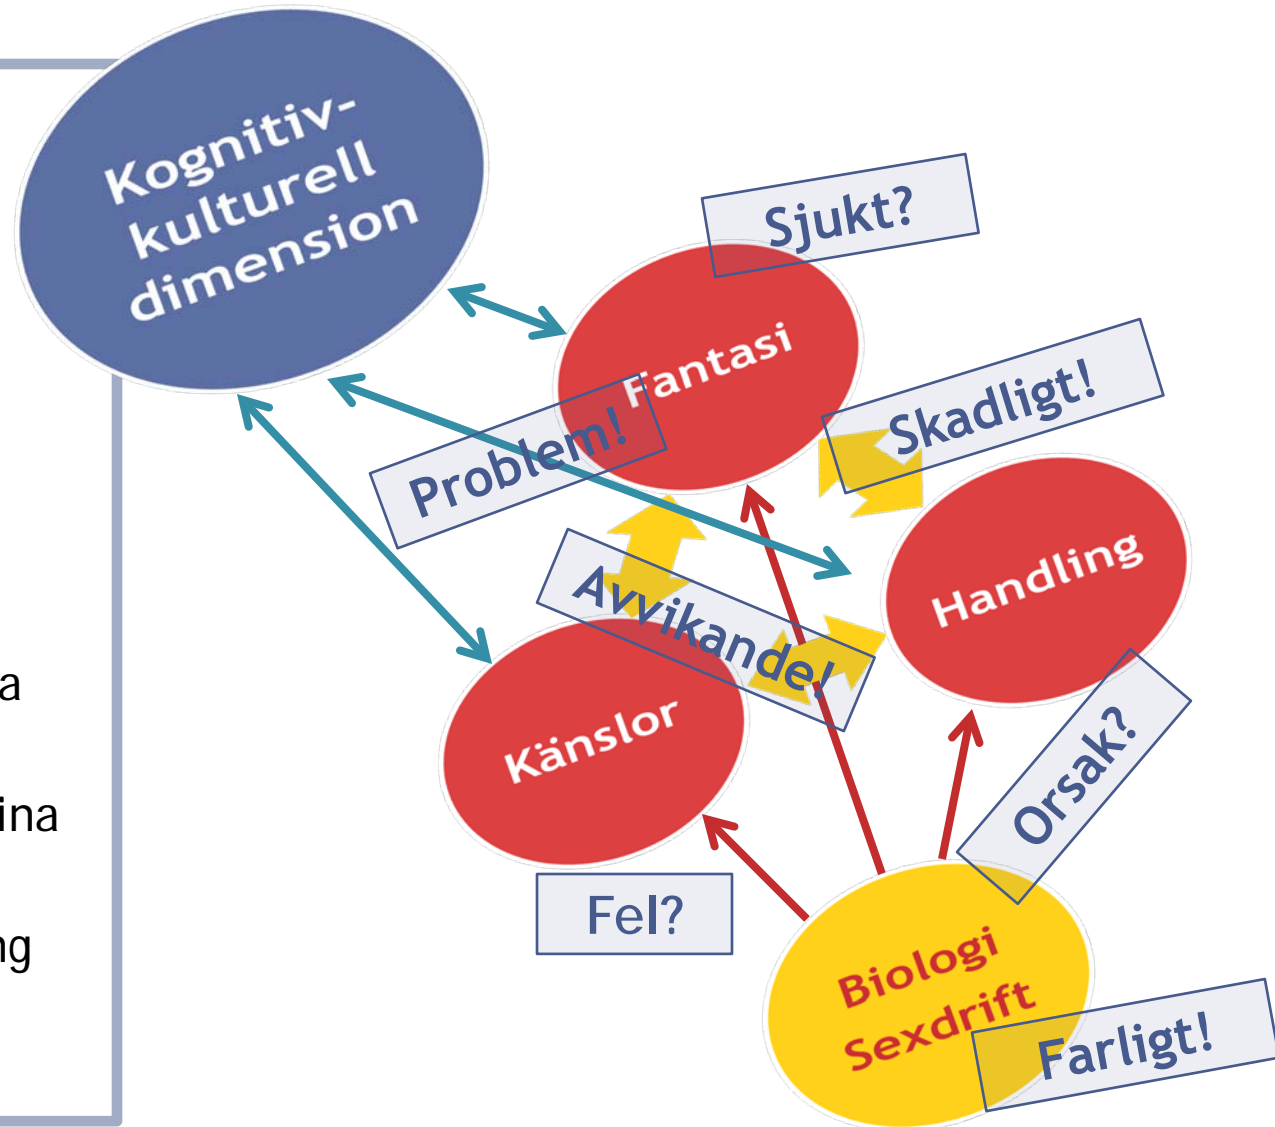 Kognitiv-
kulturell
dimension
Sjukt?
Fantasi
Skadligt!
Problem!
Handling
Avvikande!
Känslor
Orsak?
Fel?
Biologi
Sexdrift
Farligt!
a
ina
ng